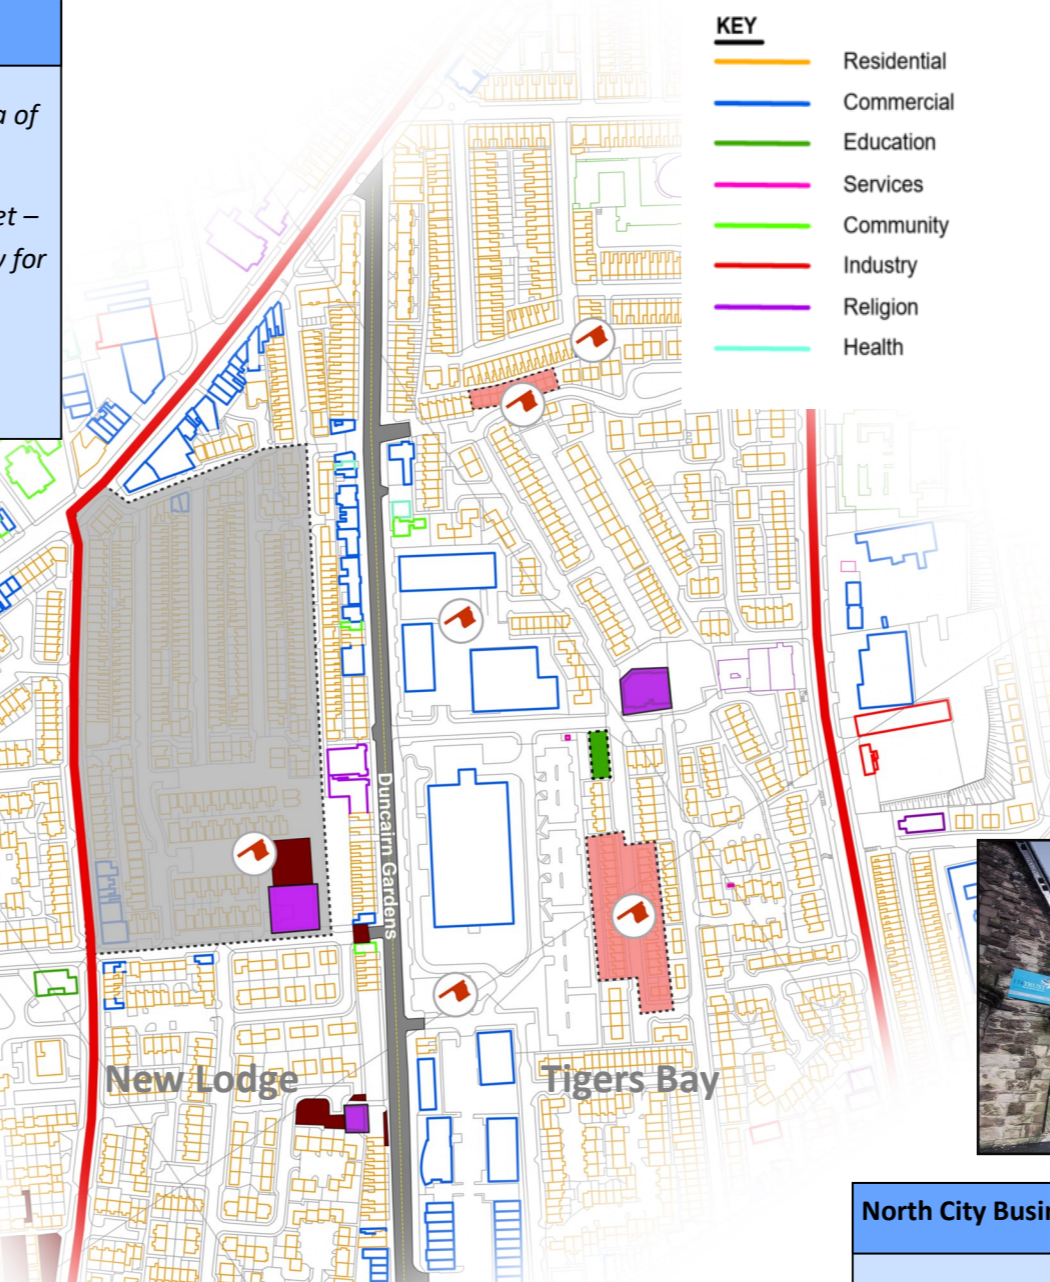 a of
et –
y for
KEY
Residential
Commercial
Education
Services
Community
Industry
Religion
Health
Duncairn Gardens
New Lodge
Tigers Bay
North City Busin